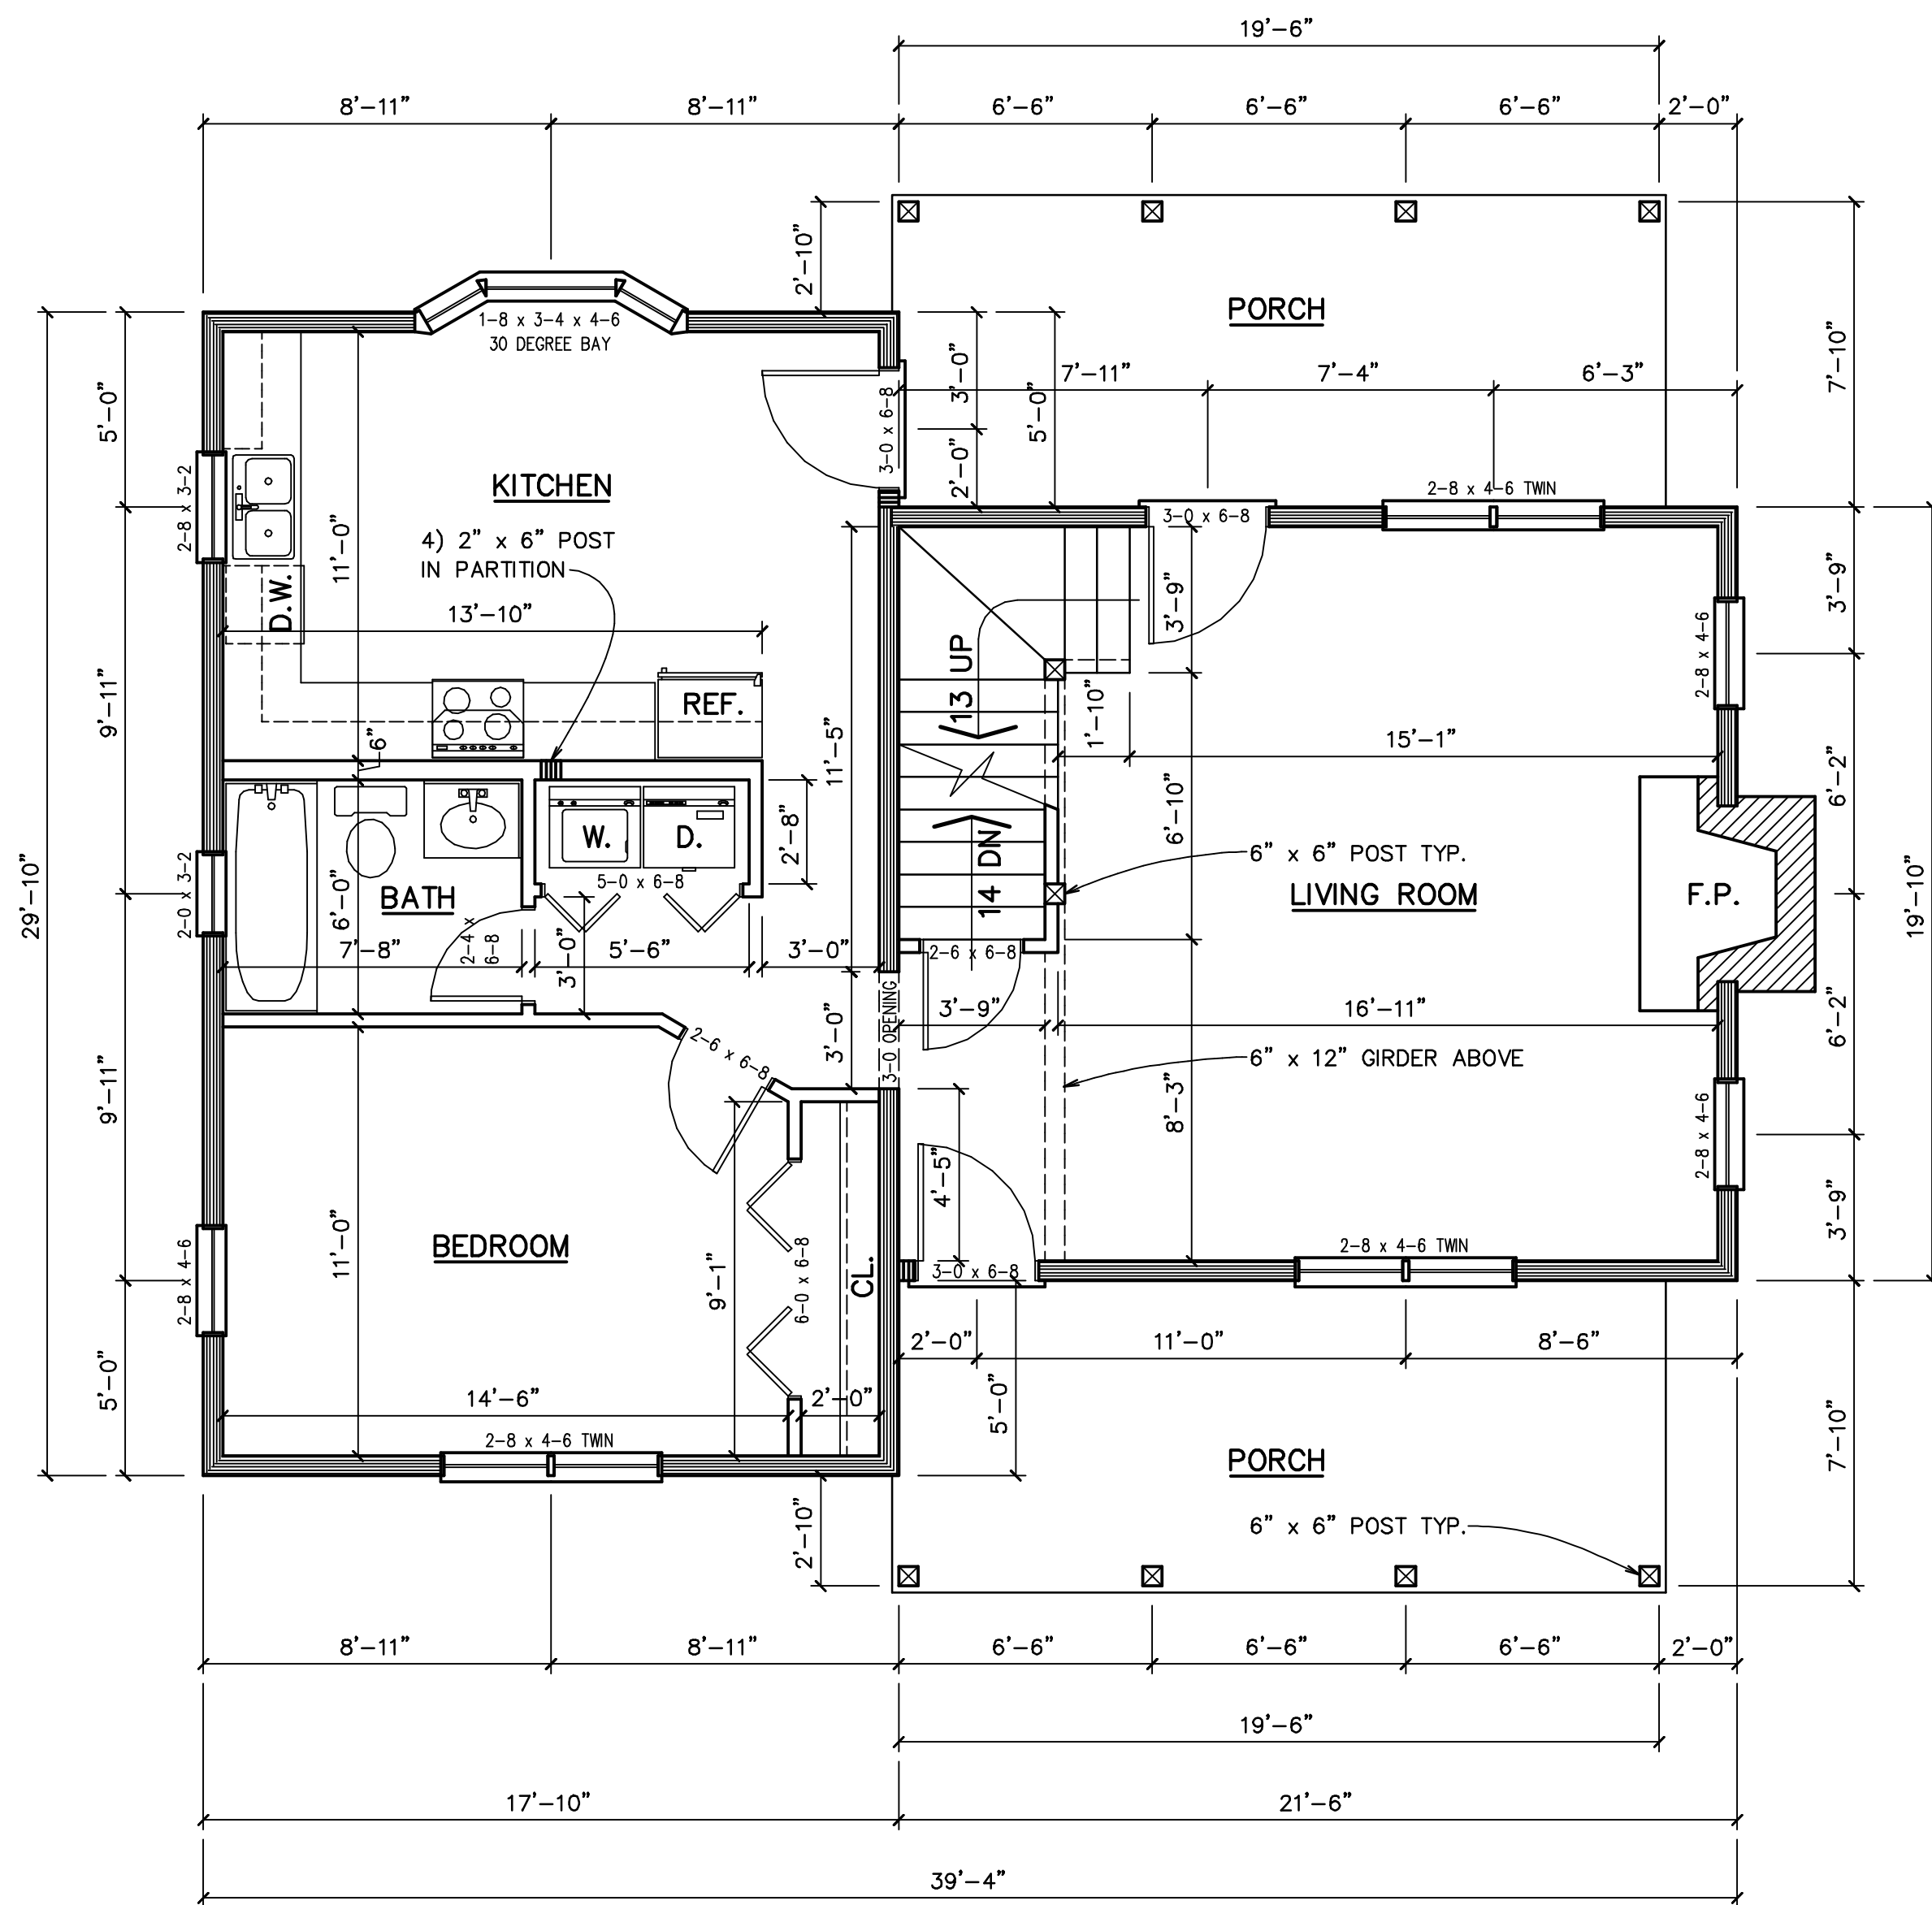 19'-6"
8'-11" 8'-11" 6'-6" 6'-6" 6'-6" 2'-0"
2'-10"
PORCH
7'-10"
1-8 x 3-4 x 4-6
30 DEGREE BAY
3'-0"
5'-0"
7'-11" 7'-4" 6'-3"
5'-0"
3-0 x 6-8
2'-0"
2-8 x 3-2
KITCHEN
2-8 x 4-6 TWIN
3-0 x 6-8
4) 2" x 6" POST
IN PARTITION
11'-0"
D.W.
13'-10"
3'-9"
3'-9"
2-8 x 4-6
13 UP
REF.
9'-11"
6"
11'-5"
1'-10"
15'-1"
6'-2"
W.
D.
2'-8"
6'-10"
14 DN
6" x 6" POST TYP.
5-0 x 6-8
BATH
LIVING ROOM
F.P.
19'-10"
29'-10"
2-0 x 3-2
6'-0"
7'-8"
2-4 x
6-8
3'-0"
5'-6"
3'-0"
2-6 x 6-8
3'-9"
16'-11"
6'-2"
3-0 OPENING
3'-0"
2-6 x 6-8
6" x 12" GIRDER ABOVE
9'-11"
8'-3"
2-8 x 4-6
4'-5"
3'-9"
BEDROOM
11'-0"
9'-1"
6-0 x 6-8
CL.
2-8 x 4-6
3-0 x 6-8
2-8 x 4-6 TWIN
2'-0" 11'-0" 8'-6"
5'-0"
14'-6" 2'-0"
5'-0"
2-8 x 4-6 TWIN
PORCH
7'-10"
2'-10"
6" x 6" POST TYP.
8'-11" 8'-11" 6'-6" 6'-6" 6'-6" 2'-0"
19'-6"
17'-10" 21'-6"
39'-4"